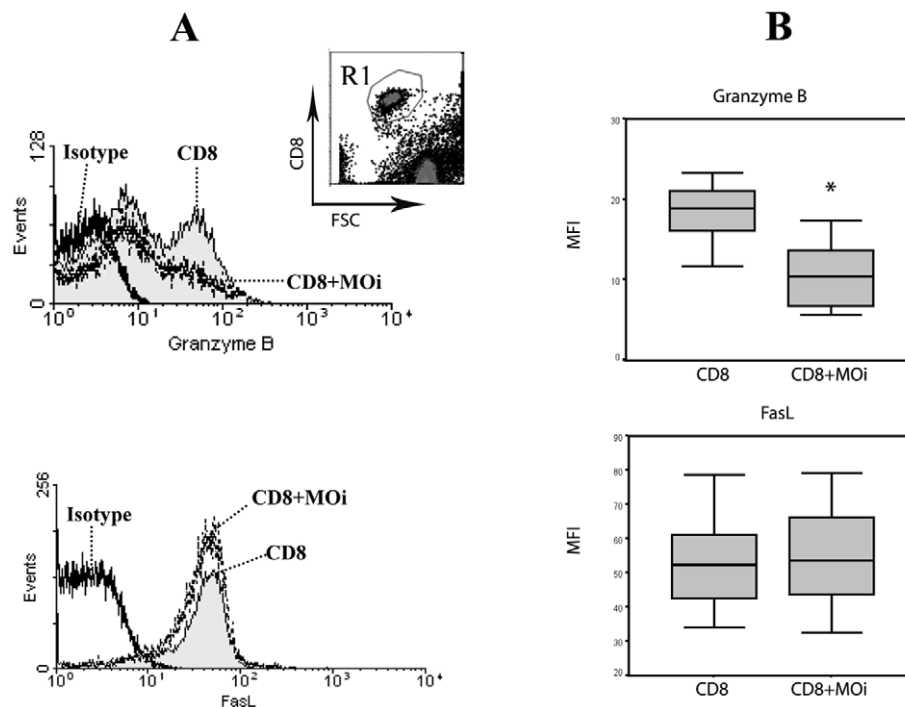 A
R1
CD8
FSC
128
Events
0
Isotype
CD8
CD8+MOi
10⁰ 10¹ 10² 10³ 10⁴
Granzyme B
256
Events
0
Isotype
CD8+MOi
CD8
10⁰ 10¹ 10² 10³ 10⁴
FasL
B
Granzyme B
30
20
10
0
MFI
*
CD8 CD8+MOi
FasL
90
80
70
60
50
40
30
20
MFI
CD8 CD8+MOi